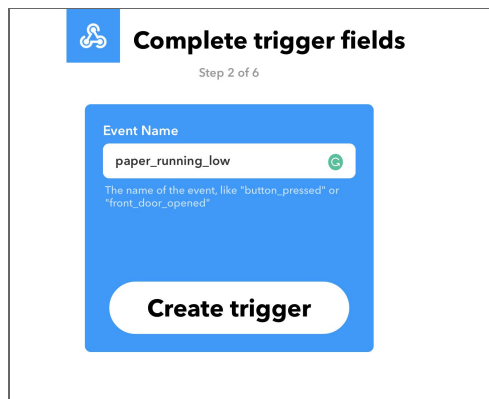 Complete trigger fields
Step 2 of 6
Event Name
paper_running_low
The name of the event, like "button_pressed" or
"front_door_opened"
Create trigger